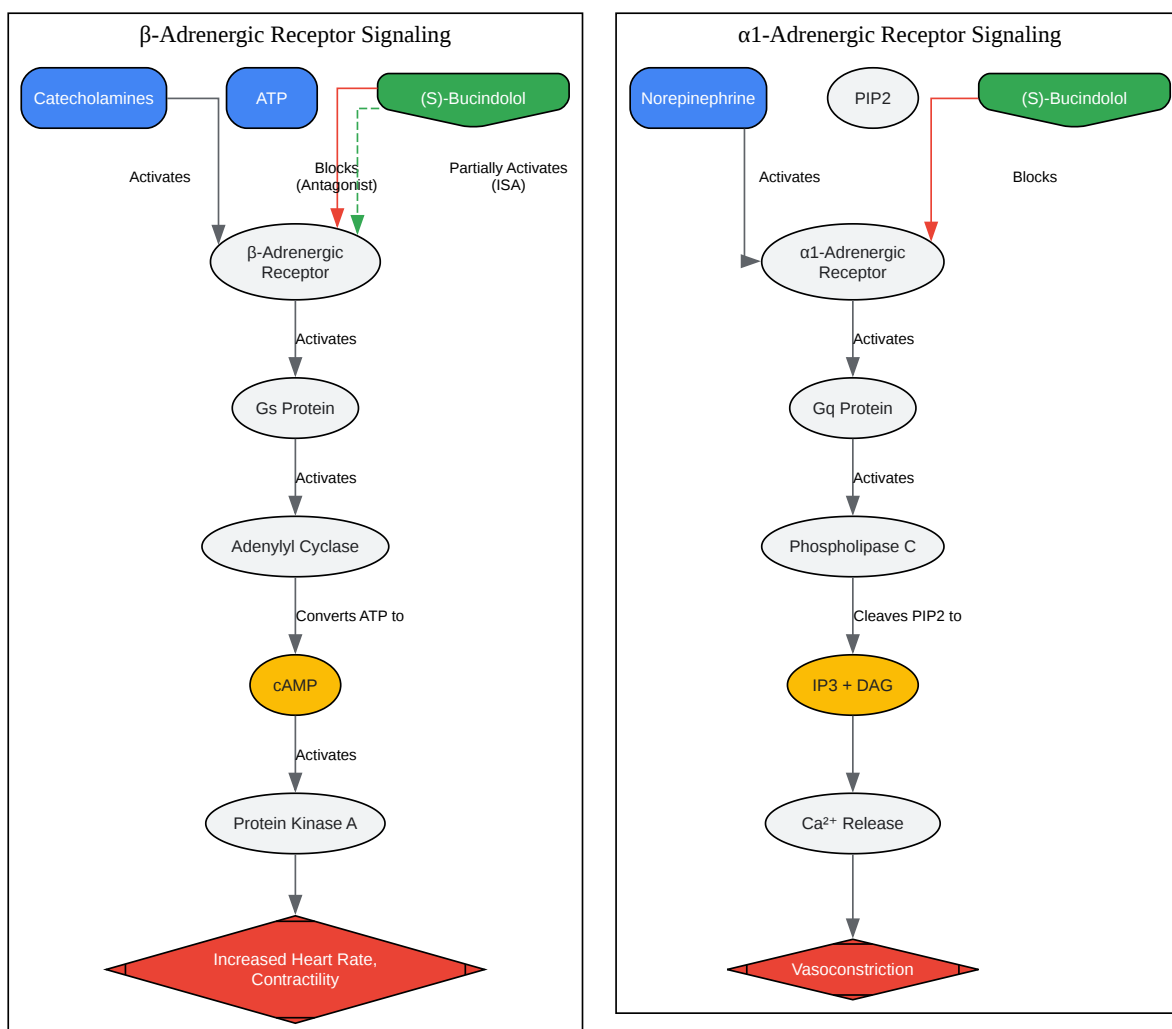 β-Adrenergic Receptor Signaling
Catecholamines
ATP
(S)-Bucindolol
Activates
Blocks
(Antagonist)
Partially Activates
(ISA)
β-Adrenergic
Receptor
Activates
Gs Protein
Activates
Adenylyl Cyclase
Converts ATP to
cAMP
Activates
Protein Kinase A
Increased Heart Rate,
Contractility
α1-Adrenergic Receptor Signaling
Norepinephrine
PIP2
(S)-Bucindolol
Activates
Blocks
α1-Adrenergic
Receptor
Activates
Gq Protein
Activates
Phospholipase C
Cleaves PIP2 to
IP3 + DAG
Ca²⁺ Release
Vasoconstriction